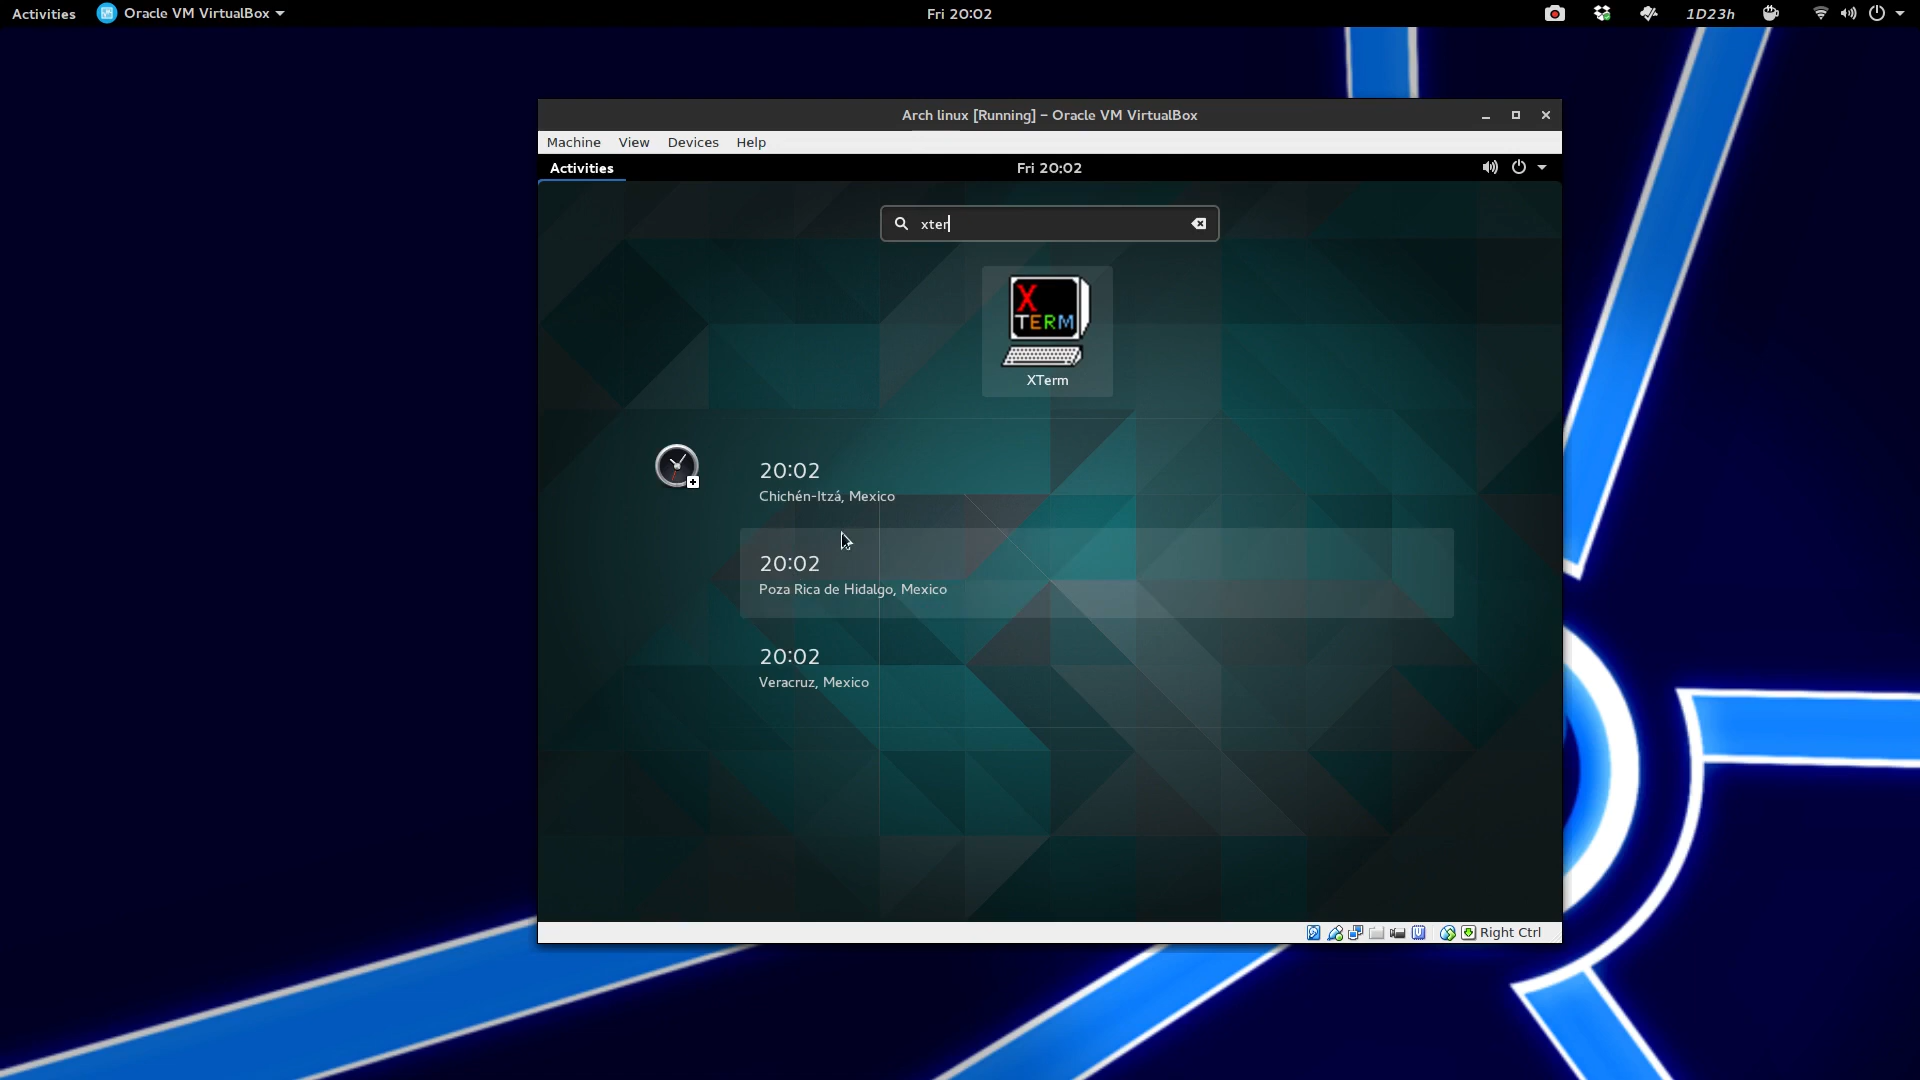 Activities Oracle VM VirtualBox Fri 20:02 1D23h
Arch linux [Running] – Oracle VM VirtualBox
Machine View Devices Help
Activities Fri 20:02
xter
X
TERM
XTerm
20:02
Chichén-Itzá, Mexico
20:02
Poza Rica de Hidalgo, Mexico
20:02
Veracruz, Mexico
Right Ctrl